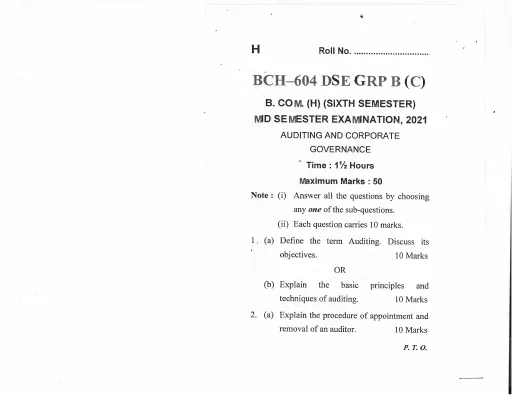 H Roll No. ..............................
BCH–604 DSE GRP B (C)
B. COM. (H) (SIXTH SEMESTER)
MID SEMESTER EXAMINATION, 2021
AUDITING AND CORPORATE
GOVERNANCE
Time : 1½ Hours
Maximum Marks : 50
Note : (i) Answer all the questions by choosing
any one of the sub-questions.
(ii) Each question carries 10 marks.
1. (a) Define the term Auditing. Discuss its
objectives. 10 Marks
OR
(b) Explain the basic principles and
techniques of auditing. 10 Marks
2. (a) Explain the procedure of appointment and
removal of an auditor. 10 Marks
P. T. O.